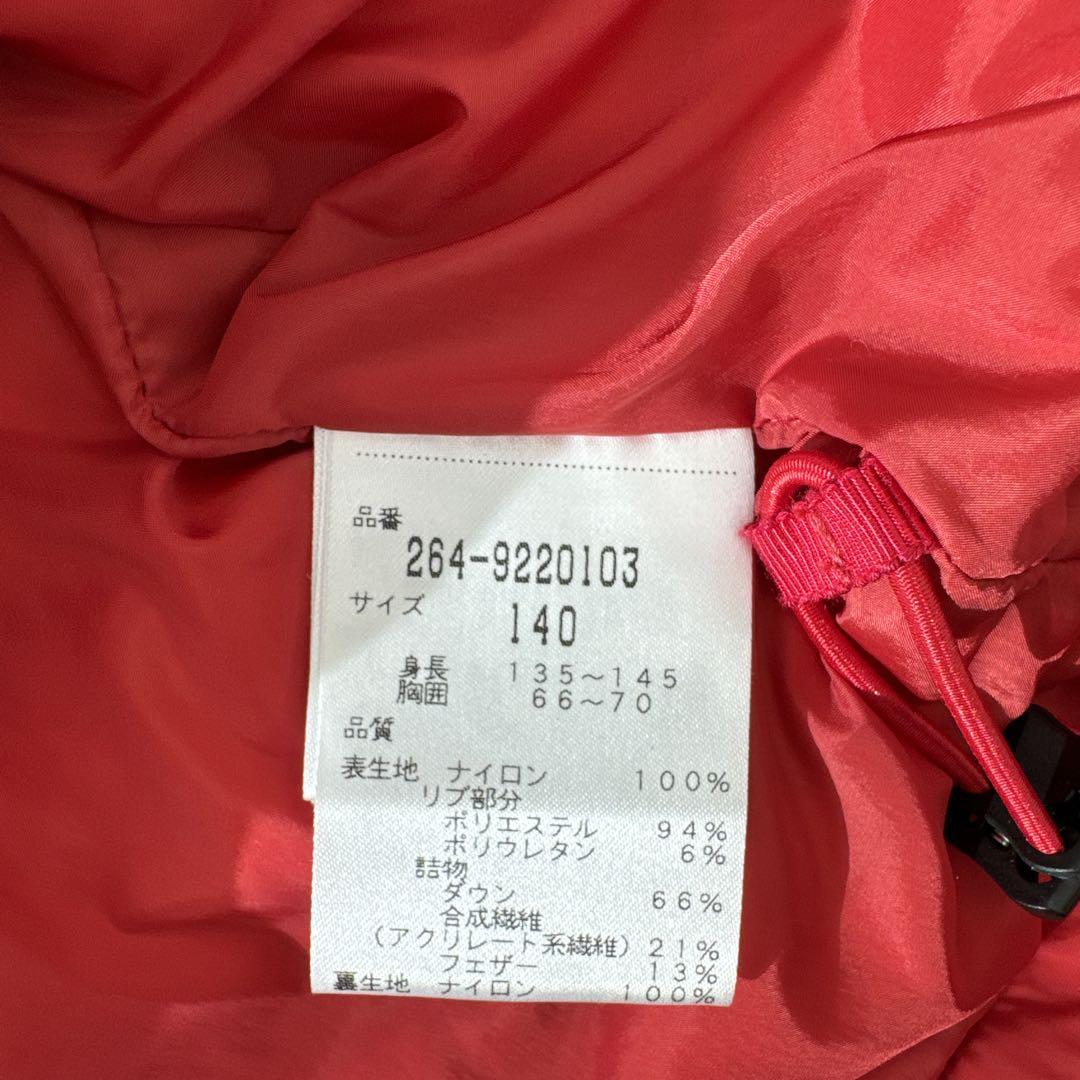 品番
264-9220103
サイズ
140
身長 135～145
胸囲 66～70
品質
表生地 ナイロン 100%
リブ部分
ポリエステル 94%
ポリウレタン 6%
詰物
ダウン 66%
合成繊維
(アクリレート系繊維) 21%
フェザー 13%
裏生地 ナイロン 100%